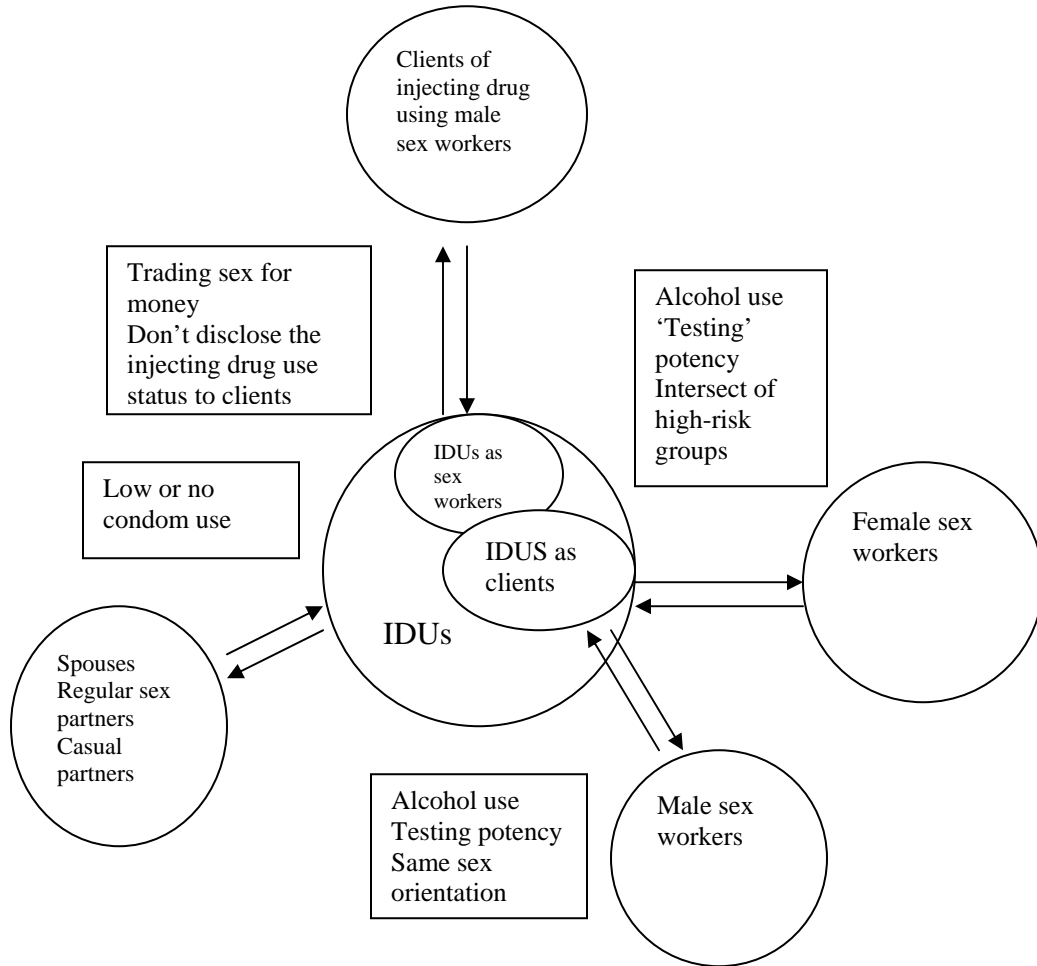 Clients of
injecting drug
using male
sex workers
Trading sex for
money
Don’t disclose the
injecting drug use
status to clients
Alcohol use
‘Testing’
potency
Intersect of
high-risk
groups
Low or no
condom use
IDUs as
sex
workers
IDUS as
clients
IDUs
Female sex
workers
Spouses
Regular sex
partners
Casual
partners
Alcohol use
Testing potency
Same sex
orientation
Male sex
workers